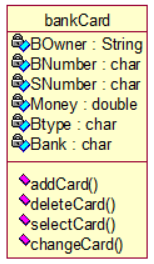 bankCard
BOwner : String
BNumber : char
SNumber : char
Money : double
Btype : char
Bank : char
addCard()
deleteCard()
selectCard()
changeCard()